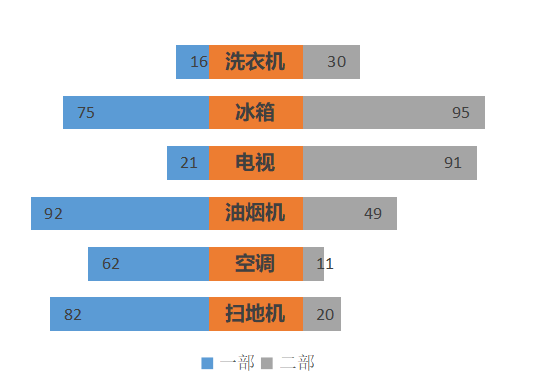 16 洗衣机 30
75 冰箱 95
21 电视 91
92 油烟机 49
62 空调 11
82 扫地机 20
一部 二部